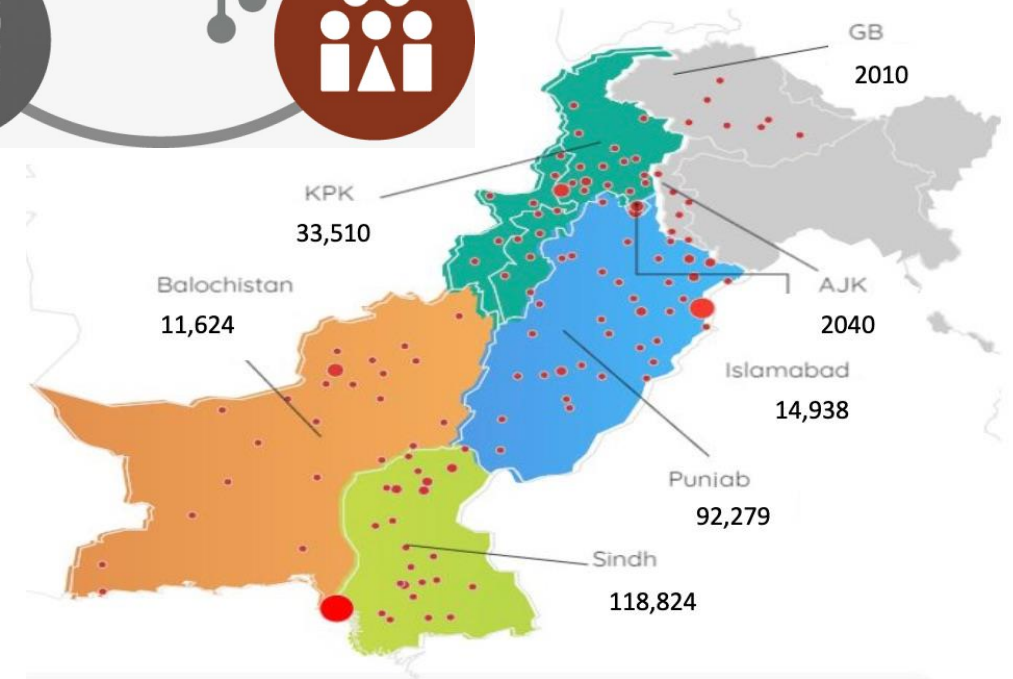 GB
2010
KPK
33,510
Balochistan
11,624
AJK
2040
Islamabad
14,938
Punjab
92,279
Sindh
118,824